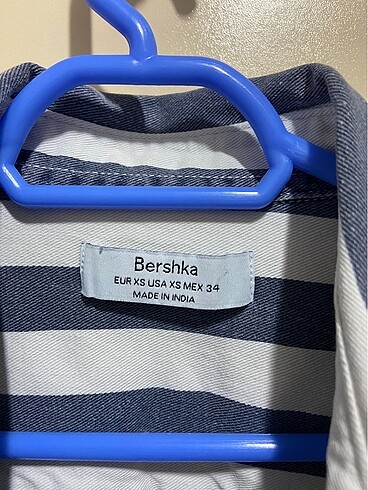 Bershka
EUR XS USA XS MEX 34
MADE IN INDIA